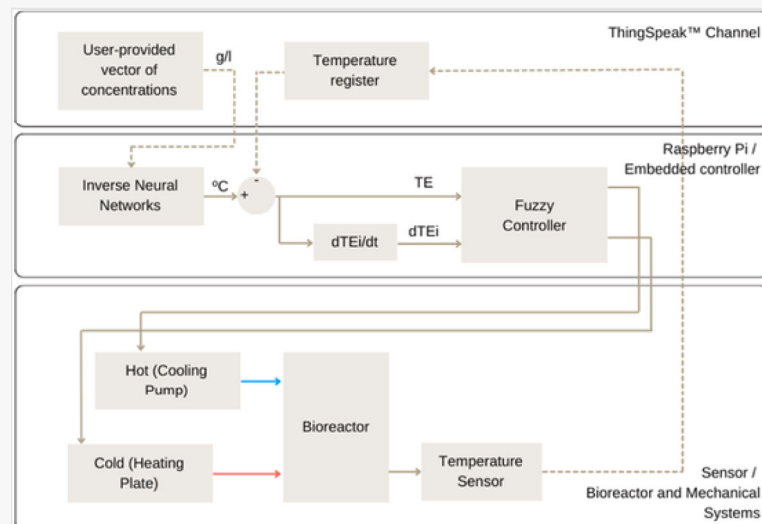 ThingSpeak™ Channel
User-provided
vector of
concentrations
g/l
Temperature
register
Raspberry Pi /
Embedded controller
Inverse Neural
Networks
ºC
+
-
TE
dTEi/dt
dTEi
Fuzzy
Controller
Hot (Cooling
Pump)
Bioreactor
Cold (Heating
Plate)
Temperature
Sensor
Sensor /
Bioreactor and Mechanical
Systems